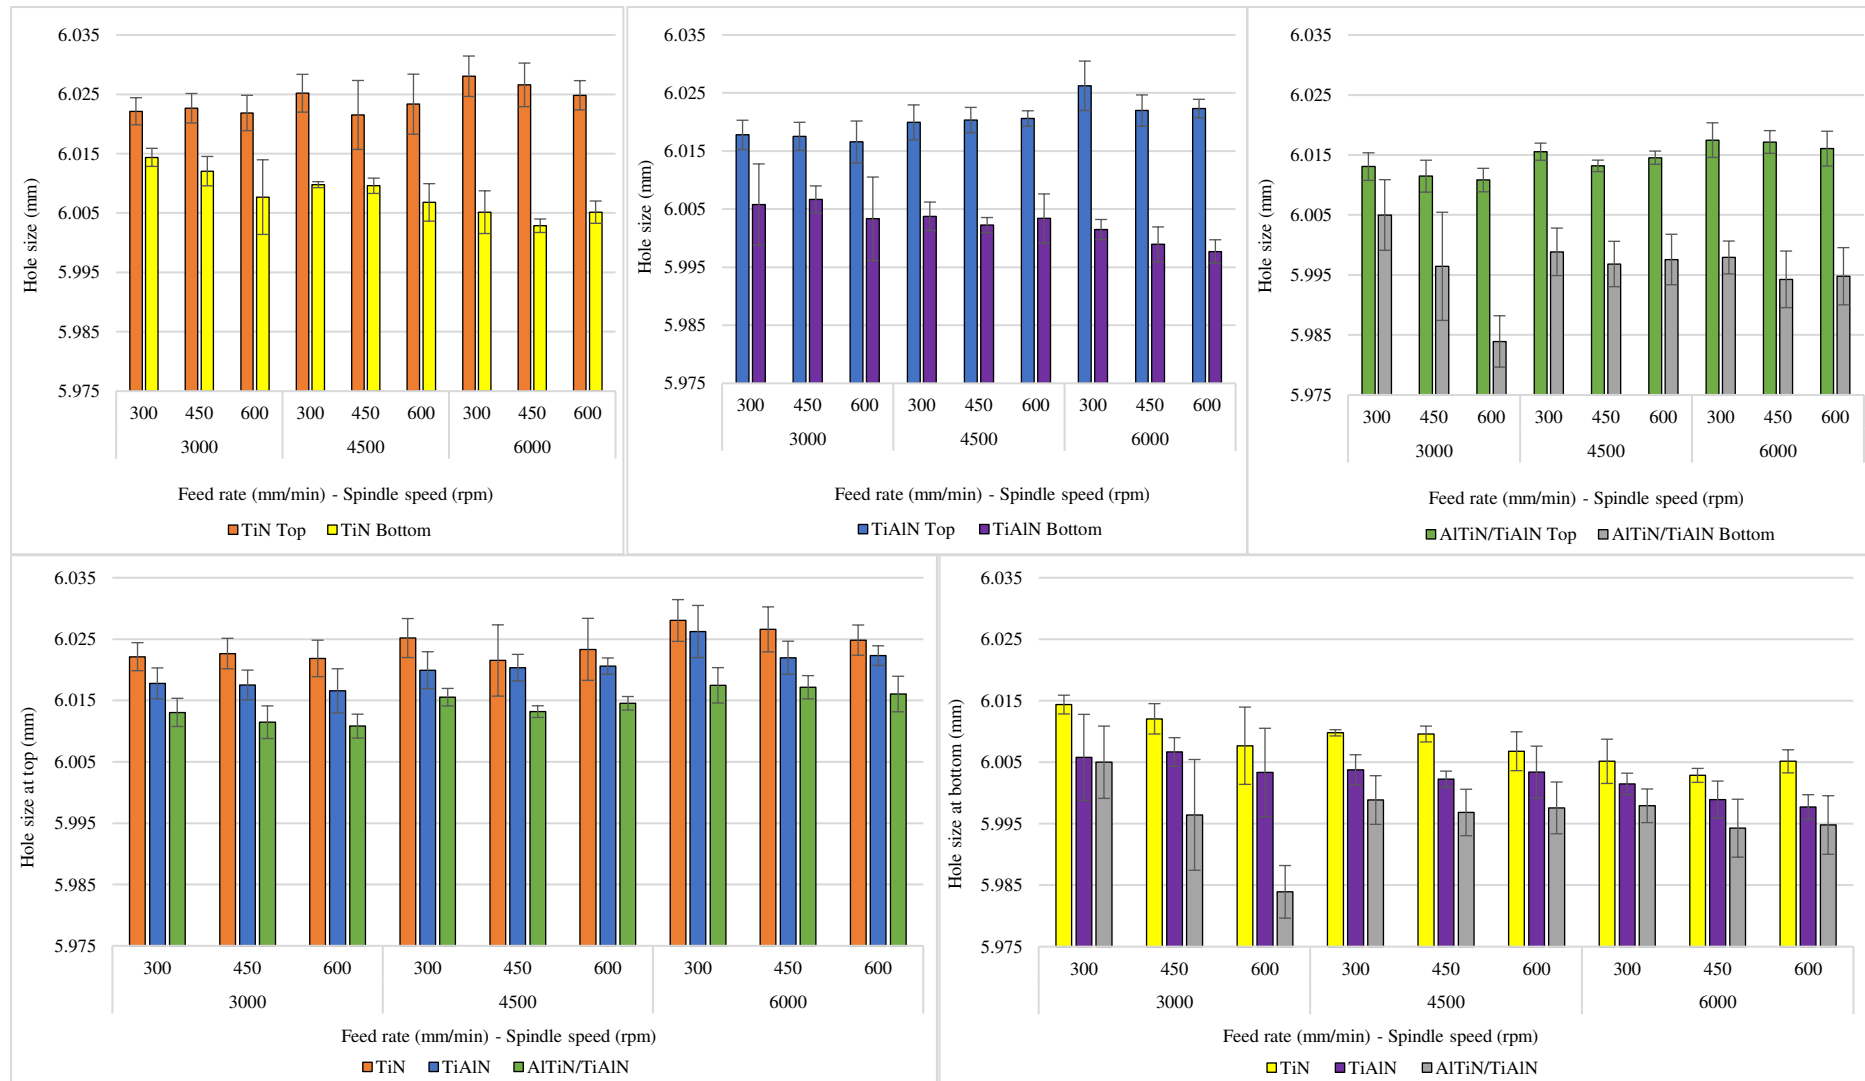 6.035
6.025
6.015
6.005
5.995
5.985
5.975
Hole size (mm)
300 450 600 300 450 600 300 450 600
3000 4500 6000
Feed rate (mm/min) - Spindle speed (rpm)
TiN Top TiN Bottom
6.035
6.025
6.015
6.005
5.995
5.985
5.975
Hole size (mm)
300 450 600 300 450 600 300 450 600
3000 4500 6000
Feed rate (mm/min) - Spindle speed (rpm)
TiAlN Top TiAlN Bottom
6.035
6.025
6.015
6.005
5.995
5.985
5.975
Hole size (mm)
300 450 600 300 450 600 300 450 600
3000 4500 6000
Feed rate (mm/min) - Spindle speed (rpm)
AlTiN/TiAlN Top AlTiN/TiAlN Bottom
6.035
6.025
6.015
6.005
5.995
5.985
5.975
Hole size at top (mm)
300 450 600 300 450 600 300 450 600
3000 4500 6000
Feed rate (mm/min) - Spindle speed (rpm)
TiN TiAlN AlTiN/TiAlN
6.035
6.025
6.015
6.005
5.995
5.985
5.975
Hole size at bottom (mm)
300 450 600 300 450 600 300 450 600
3000 4500 6000
Feed rate (mm/min) - Spindle speed (rpm)
TiN TiAlN AlTiN/TiAlN